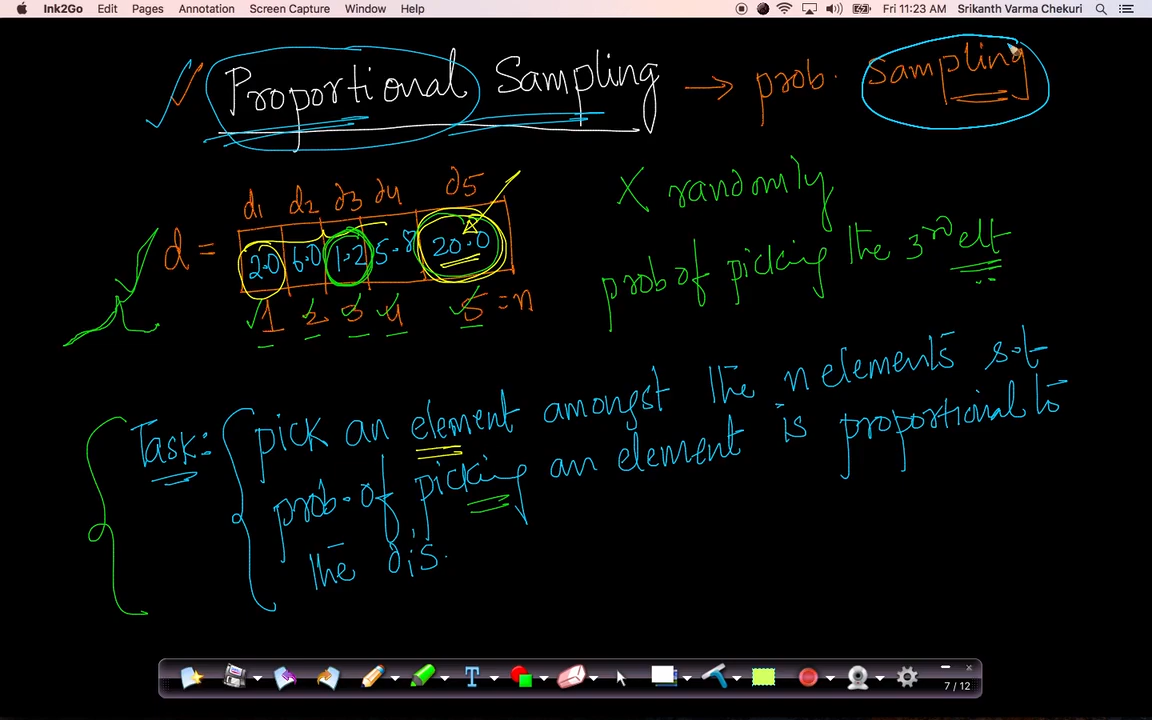 Ink2Go Edit Pages Annotation Screen Capture Window Help Fri 11:23 AM Srikanth Varma Chekuri
Proportional Sampling → prob. Sampling
d1 d2 d3 d4 d5
d = 2.0 6.0 1.2 5.8 20.0
1 2 3 4 5 = n
X randomly
prob of picking the 3rd elt
Task: pick an element amongst the n elements s.t
prob. of picking an element is proportional to
the di's.
T
7 / 12